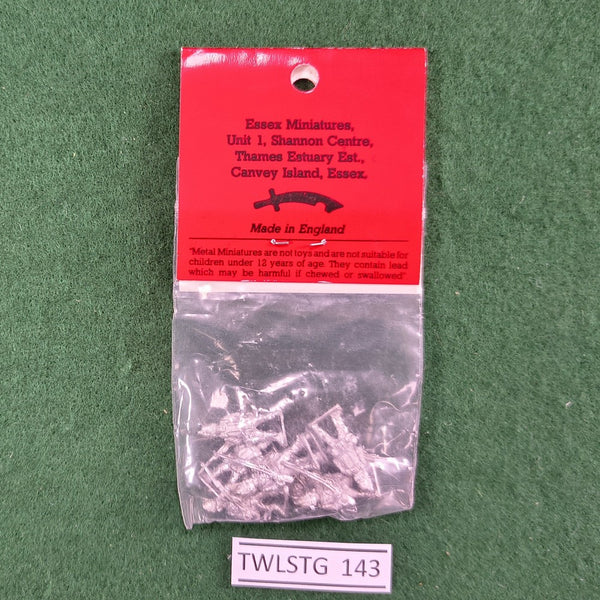 Essex Miniatures,
Unit 1, Shannon Centre,
Thames Estuary Est.,
Canvey Island, Essex.
Made in England
"Metal Miniatures are not toys and are not suitable for
children under 12 years of age. They contain lead
which may be harmful if chewed or swallowed"
TWLSTG 143